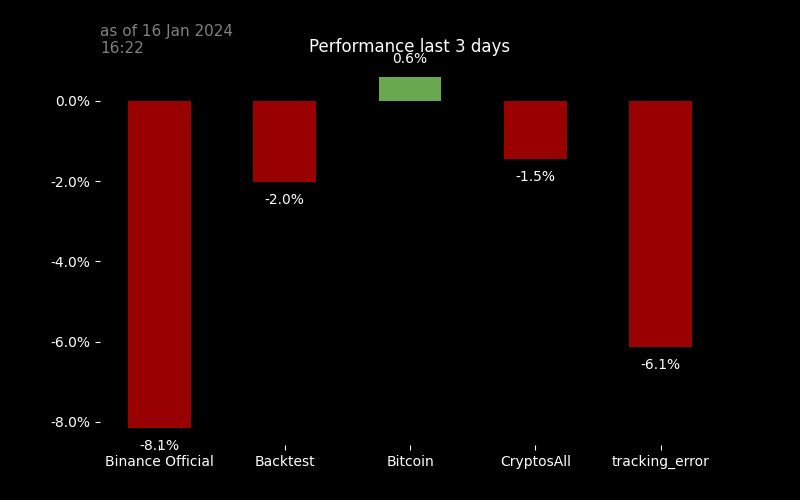 as of 16 Jan 2024
16:22
Performance last 3 days
0.6%
0.0%
-2.0%
-4.0%
-6.0%
-8.0%
-2.0%
-1.5%
-6.1%
-8.1%
Binance Official
Backtest
Bitcoin
CryptosAll
tracking_error